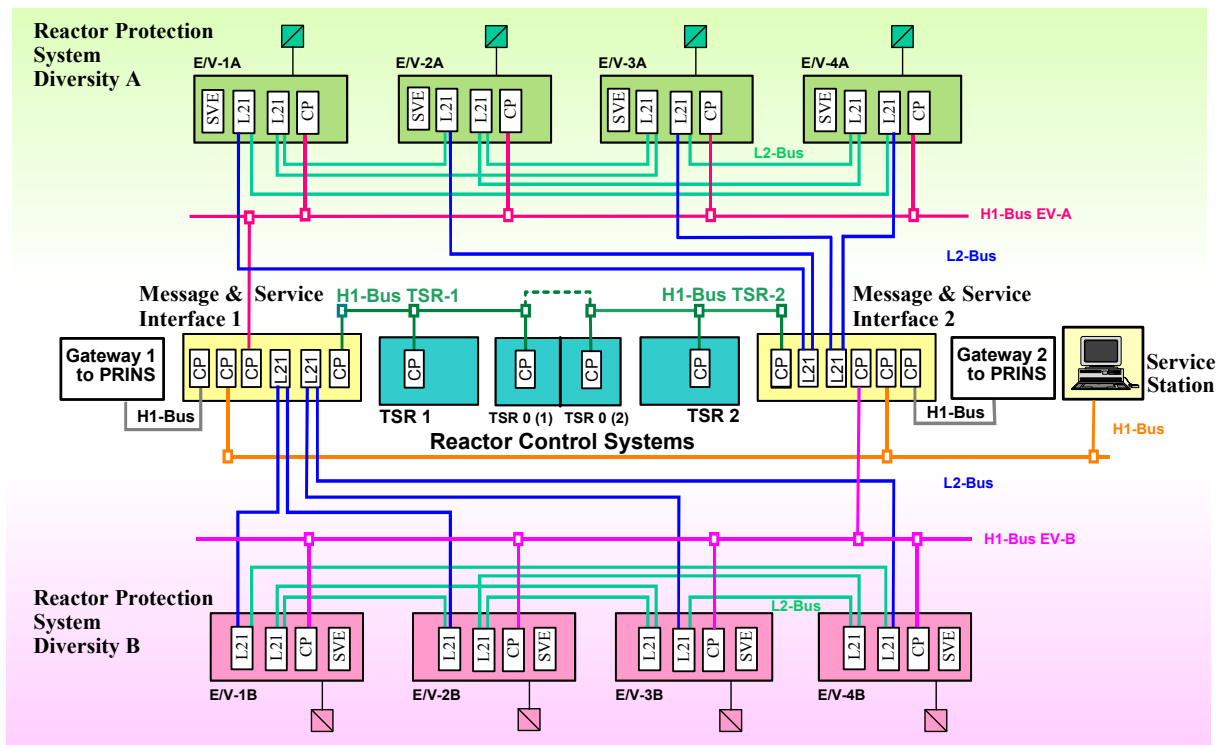 Reactor Protection
System
Diversity A
E/V-1A
E/V-2A
E/V-3A
E/V-4A
SVE
L21
L21
CP
SVE
L21
L21
CP
SVE
L21
L21
CP
SVE
L21
L21
CP
L2-Bus
H1-Bus EV-A
L2-Bus
Message & Service
Interface 1
H1-Bus TSR-1
H1-Bus TSR-2
Message & Service
Interface 2
Gateway 1
to PRINS
CP
CP
CP
L21
L21
CP
CP
CP
CP
CP
CP
L21
L21
CP
CP
CP
Gateway 2
to PRINS
Service
Station
H1-Bus
TSR 1
TSR 0 (1)
TSR 0 (2)
TSR 2
H1-Bus
Reactor Control Systems
H1-Bus
L2-Bus
H1-Bus EV-B
Reactor Protection
System
Diversity B
L2-Bus
L21
L21
CP
SVE
L21
L21
CP
SVE
L21
L21
CP
SVE
L21
L21
CP
SVE
E/V-1B
E/V-2B
E/V-3B
E/V-4B